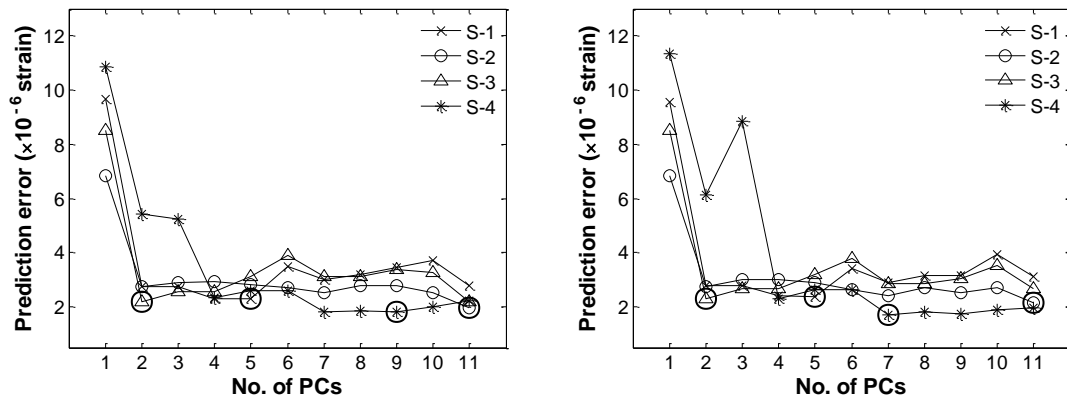 12
10
8
6
4
2
Prediction error (×10⁻⁶ strain)
S-1
S-2
S-3
S-4
1 2 3 4 5 6 7 8 9 10 11
No. of PCs
12
10
8
6
4
2
Prediction error (×10⁻⁶ strain)
S-1
S-2
S-3
S-4
1 2 3 4 5 6 7 8 9 10 11
No. of PCs